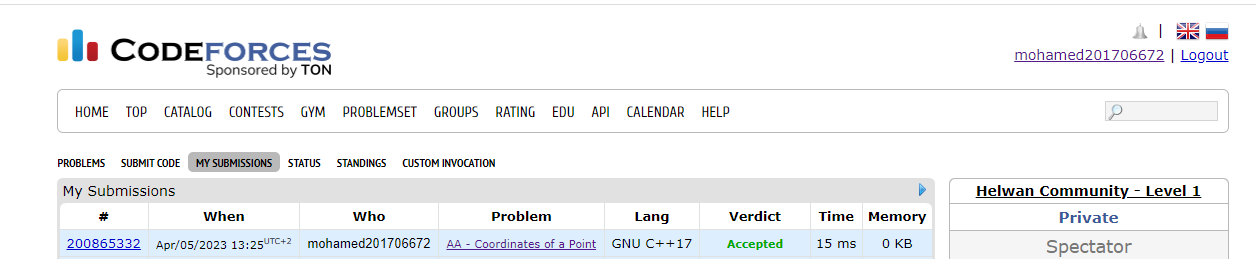 CODEFORCES
Sponsored by TON
|
mohamed201706672 | Logout
HOME TOP CATALOG CONTESTS GYM PROBLEMSET GROUPS RATING EDU API CALENDAR HELP
PROBLEMS SUBMIT CODE MY SUBMISSIONS STATUS STANDINGS CUSTOM INVOCATION
My Submissions
# When Who Problem Lang Verdict Time Memory
200865332 Apr/05/2023 13:25UTC+2 mohamed201706672 AA - Coordinates of a Point GNU C++17 Accepted 15 ms 0 KB
Helwan Community - Level 1
Private
Spectator